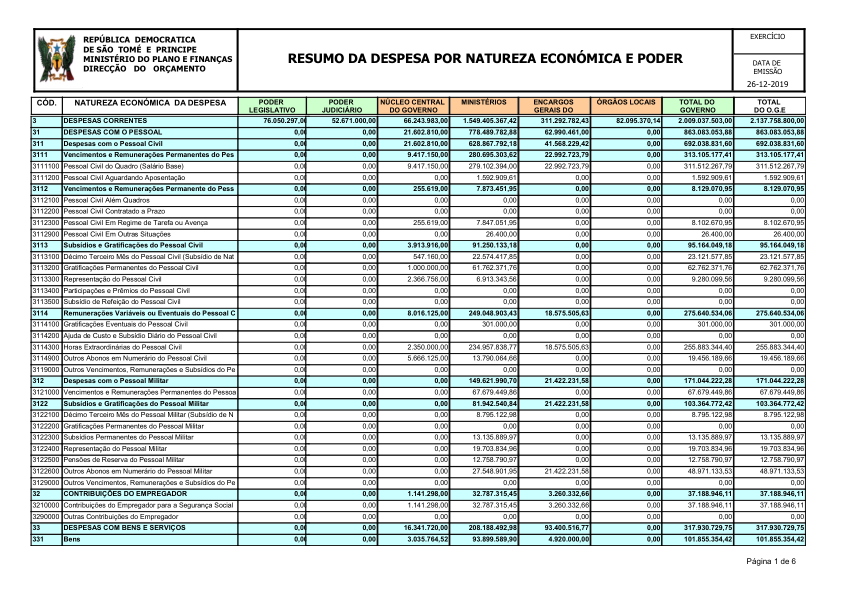 REPÚBLICA DEMOCRATICA
DE SÃO TOMÉ E PRINCIPE
MINISTÉRIO DO PLANO E FINANÇAS
DIRECÇÃO DO ORÇAMENTO
RESUMO DA DESPESA POR NATUREZA ECONÓMICA E PODER
EXERCÍCIO
DATA DE
EMISSÃO
26-12-2019
CÓD. NATUREZA ECONÓMICA DA DESPESA PODER LEGISLATIVO PODER JUDICIÁRIO NÚCLEO CENTRAL DO GOVERNO MINISTÉRIOS ENCARGOS GERAIS DO ÓRGÃOS LOCAIS TOTAL DO GOVERNO TOTAL DO O.G.E
3 DESPESAS CORRENTES 76.050.297,00 52.671.000,00 66.243.983,00 1.549.405.367,42 311.292.782,43 82.095.370,14 2.009.037.503,00 2.137.758.800,00
31 DESPESAS COM O PESSOAL 0,00 0,00 21.602.810,00 778.489.782,88 62.990.461,00 0,00 863.083.053,88 863.083.053,88
311 Despesas com o Pessoal Civil 0,00 0,00 21.602.810,00 628.867.792,18 41.568.229,42 0,00 692.038.831,60 692.038.831,60
3111 Vencimentos e Remunerações Permanentes do Pes 0,00 0,00 9.417.150,00 280.695.303,62 22.992.723,79 0,00 313.105.177,41 313.105.177,41
3111100 Pessoal Civil do Quadro (Salário Base) 0,00 0,00 9.417.150,00 279.102.394,00 22.992.723,79 0,00 311.512.267,79 311.512.267,79
3111200 Pessoal Civil Aguardando Aposentação 0,00 0,00 0,00 1.592.909,61 0,00 0,00 1.592.909,61 1.592.909,61
3112 Vencimentos e Remunerações Permanente do Pess 0,00 0,00 255.619,00 7.873.451,95 0,00 0,00 8.129.070,95 8.129.070,95
3112100 Pessoal Civil Além Quadros 0,00 0,00 0,00 0,00 0,00 0,00 0,00 0,00
3112200 Pessoal Civil Contratado a Prazo 0,00 0,00 0,00 0,00 0,00 0,00 0,00 0,00
3112300 Pessoal Civil Em Regime de Tarefa ou Avença 0,00 0,00 255.619,00 7.847.051,95 0,00 0,00 8.102.670,95 8.102.670,95
3112900 Pessoal Civil Em Outras Situações 0,00 0,00 0,00 26.400,00 0,00 0,00 26.400,00 26.400,00
3113 Subsídios e Gratificações do Pessoal Civil 0,00 0,00 3.913.916,00 91.250.133,18 0,00 0,00 95.164.049,18 95.164.049,18
3113100 Décimo Terceiro Mês do Pessoal Civil (Subsídio de Nat 0,00 0,00 547.160,00 22.574.417,85 0,00 0,00 23.121.577,85 23.121.577,85
3113200 Gratificações Permanentes do Pessoal Civil 0,00 0,00 1.000.000,00 61.762.376,71 0,00 0,00 62.762.376,71 62.762.376,71
3113300 Representação do Pessoal Civil 0,00 0,00 2.366.756,00 6.913.343,56 0,00 0,00 9.280.099,56 9.280.099,56
3113400 Participações e Prêmios do Pessoal Civil 0,00 0,00 0,00 0,00 0,00 0,00 0,00 0,00
3113500 Subsídio de Refeição do Pessoal Civil 0,00 0,00 0,00 0,00 0,00 0,00 0,00 0,00
3114 Remunerações Variáveis ou Eventuais do Pessoal C 0,00 0,00 8.016.125,00 249.048.903,43 18.575.505,63 0,00 275.640.534,06 275.640.534,06
3114100 Gratificações Eventuais do Pessoal Civil 0,00 0,00 0,00 301.000,00 0,00 0,00 301.000,00 301.000,00
3114200 Ajuda de Custo e Subsídio Diário do Pessoal Civil 0,00 0,00 0,00 0,00 0,00 0,00 0,00 0,00
3114300 Horas Extraordinárias do Pessoal Civil 0,00 0,00 2.350.000,00 234.957.838,77 18.575.505,63 0,00 255.883.344,40 255.883.344,40
3114900 Outros Abonos em Numerário do Pessoal Civil 0,00 0,00 5.666.125,00 13.790.064,66 0,00 0,00 19.456.189,66 19.456.189,66
3119000 Outros Vencimentos, Remunerações e Subsídios do Pe 0,00 0,00 0,00 0,00 0,00 0,00 0,00 0,00
312 Despesas com o Pessoal Militar 0,00 0,00 0,00 149.621.990,70 21.422.231,58 0,00 171.044.222,28 171.044.222,28
3121000 Vencimentos e Remunerações Permanentes do Pessoa 0,00 0,00 0,00 67.679.449,86 0,00 0,00 67.679.449,86 67.679.449,86
3122 Subsídios e Gratificações do Pessoal Militar 0,00 0,00 0,00 81.942.540,84 21.422.231,58 0,00 103.364.772,42 103.364.772,42
3122100 Décimo Terceiro Mês do Pessoal Militar (Subsídio de N 0,00 0,00 0,00 8.795.122,98 0,00 0,00 8.795.122,98 8.795.122,98
3122200 Gratificações Permanentes do Pessoal Militar 0,00 0,00 0,00 0,00 0,00 0,00 0,00 0,00
3122300 Subsídios Permanentes do Pessoal Militar 0,00 0,00 0,00 13.135.889,97 0,00 0,00 13.135.889,97 13.135.889,97
3122400 Representação do Pessoal Militar 0,00 0,00 0,00 19.703.834,96 0,00 0,00 19.703.834,96 19.703.834,96
3122500 Pensões de Reserva do Pessoal Militar 0,00 0,00 0,00 12.758.790,97 0,00 0,00 12.758.790,97 12.758.790,97
3122600 Outros Abonos em Numerário do Pessoal Militar 0,00 0,00 0,00 27.548.901,95 21.422.231,58 0,00 48.971.133,53 48.971.133,53
3129000 Outros Vencimentos, Remunerações e Subsídios do Pe 0,00 0,00 0,00 0,00 0,00 0,00 0,00 0,00
32 CONTRIBUIÇÕES DO EMPREGADOR 0,00 0,00 1.141.298,00 32.787.315,45 3.260.332,66 0,00 37.188.946,11 37.188.946,11
3210000 Contribuições do Empregador para a Segurança Social 0,00 0,00 1.141.298,00 32.787.315,45 3.260.332,66 0,00 37.188.946,11 37.188.946,11
3290000 Outras Contribuições do Empregador 0,00 0,00 0,00 0,00 0,00 0,00 0,00 0,00
33 DESPESAS COM BENS E SERVIÇOS 0,00 0,00 16.341.720,00 208.188.492,98 93.400.516,77 0,00 317.930.729,75 317.930.729,75
331 Bens 0,00 0,00 3.035.764,52 93.899.589,90 4.920.000,00 0,00 101.855.354,42 101.855.354,42
Página 1 de 6